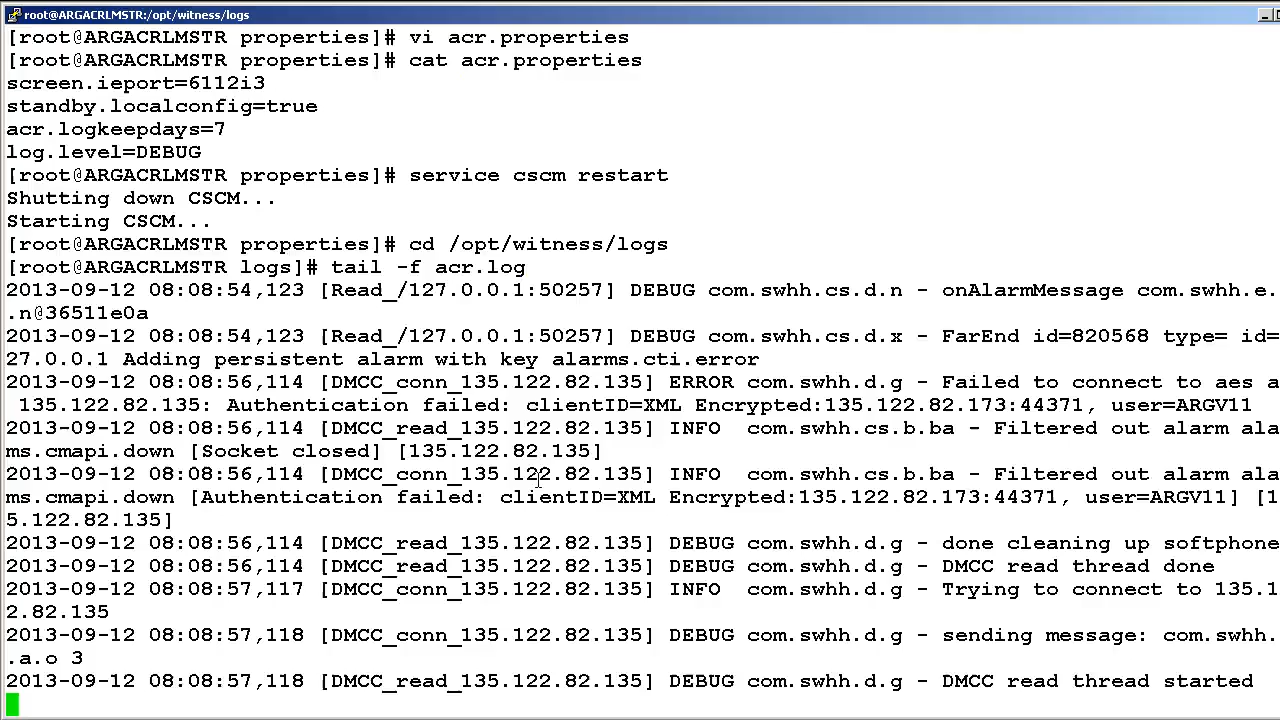 root@ARGACRLMSTR:/opt/witness/logs
[root@ARGACRLMSTR properties]# vi acr.properties
[root@ARGACRLMSTR properties]# cat acr.properties
screen.ieport=6112i3
standby.localconfig=true
acr.logkeepdays=7
log.level=DEBUG
[root@ARGACRLMSTR properties]# service cscm restart
Shutting down CSCM...
Starting CSCM...
[root@ARGACRLMSTR properties]# cd /opt/witness/logs
[root@ARGACRLMSTR logs]# tail -f acr.log
2013-09-12 08:08:54,123 [Read_/127.0.0.1:50257] DEBUG com.swhh.cs.d.n - onAlarmMessage com.swhh.e.
.n@36511e0a
2013-09-12 08:08:54,123 [Read_/127.0.0.1:50257] DEBUG com.swhh.cs.d.x - FarEnd id=820568 type= id=
27.0.0.1 Adding persistent alarm with key alarms.cti.error
2013-09-12 08:08:56,114 [DMCC_conn_135.122.82.135] ERROR com.swhh.d.g - Failed to connect to aes a
135.122.82.135: Authentication failed: clientID=XML Encrypted:135.122.82.173:44371, user=ARGV11
2013-09-12 08:08:56,114 [DMCC_read_135.122.82.135] INFO  com.swhh.cs.b.ba - Filtered out alarm ala
ms.cmapi.down [Socket closed] [135.122.82.135]
2013-09-12 08:08:56,114 [DMCC_conn_135.122.82.135] INFO  com.swhh.cs.b.ba - Filtered out alarm ala
ms.cmapi.down [Authentication failed: clientID=XML Encrypted:135.122.82.173:44371, user=ARGV11] [1
5.122.82.135]
2013-09-12 08:08:56,114 [DMCC_read_135.122.82.135] DEBUG com.swhh.d.g - done cleaning up softphone
2013-09-12 08:08:56,114 [DMCC_read_135.122.82.135] DEBUG com.swhh.d.g - DMCC read thread done
2013-09-12 08:08:57,117 [DMCC_conn_135.122.82.135] INFO  com.swhh.d.g - Trying to connect to 135.1
2.82.135
2013-09-12 08:08:57,118 [DMCC_conn_135.122.82.135] DEBUG com.swhh.d.g - sending message: com.swhh.
.a.o 3
2013-09-12 08:08:57,118 [DMCC_read_135.122.82.135] DEBUG com.swhh.d.g - DMCC read thread started